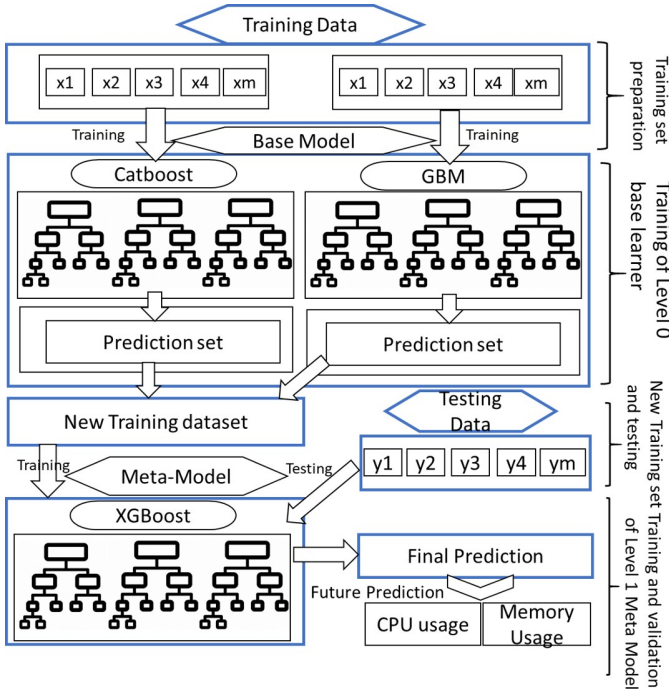 Training Data
x1 x2 x3 x4 xm
x1 x2 x3 x4 xm
Training set
preparation
Training
Base Model
Training
Catboost
GBM
Training of Level 0
base learner
Prediction set
Prediction set
New Training dataset
Testing
Data
New Training set
and testing
y1 y2 y3 y4 ym
Training
Meta-Model
Testing
XGBoost
Final Prediction
Training and validation
of Level 1 Meta Model
Future Prediction
CPU usage
Memory
Usage